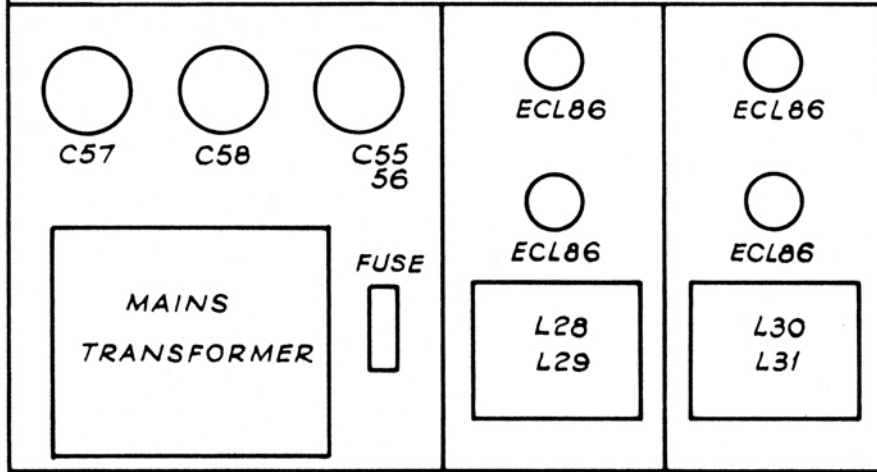 C57
C58
C55
56
ECL86
ECL86
ECL86
ECL86
FUSE
MAINS
TRANSFORMER
L28
L29
L30
L31